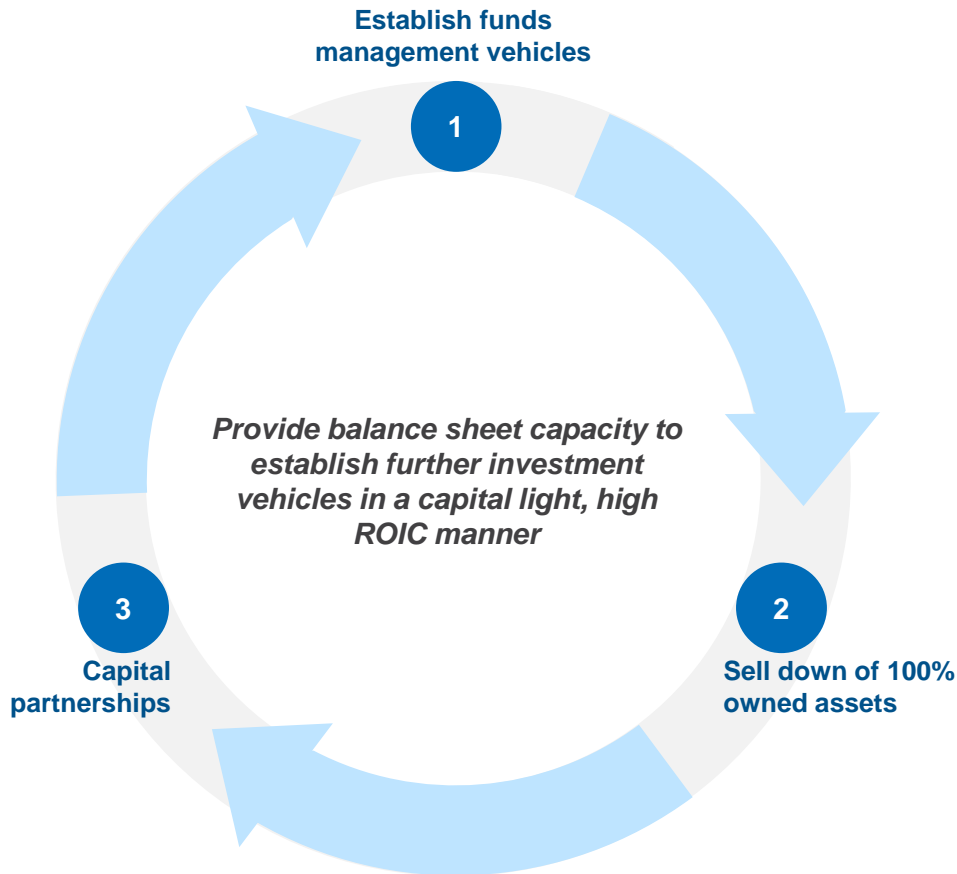 Establish funds
management vehicles
1
Provide balance sheet capacity to
establish further investment
vehicles in a capital light, high
ROIC manner
3
Capital
partnerships
2
Sell down of 100%
owned assets